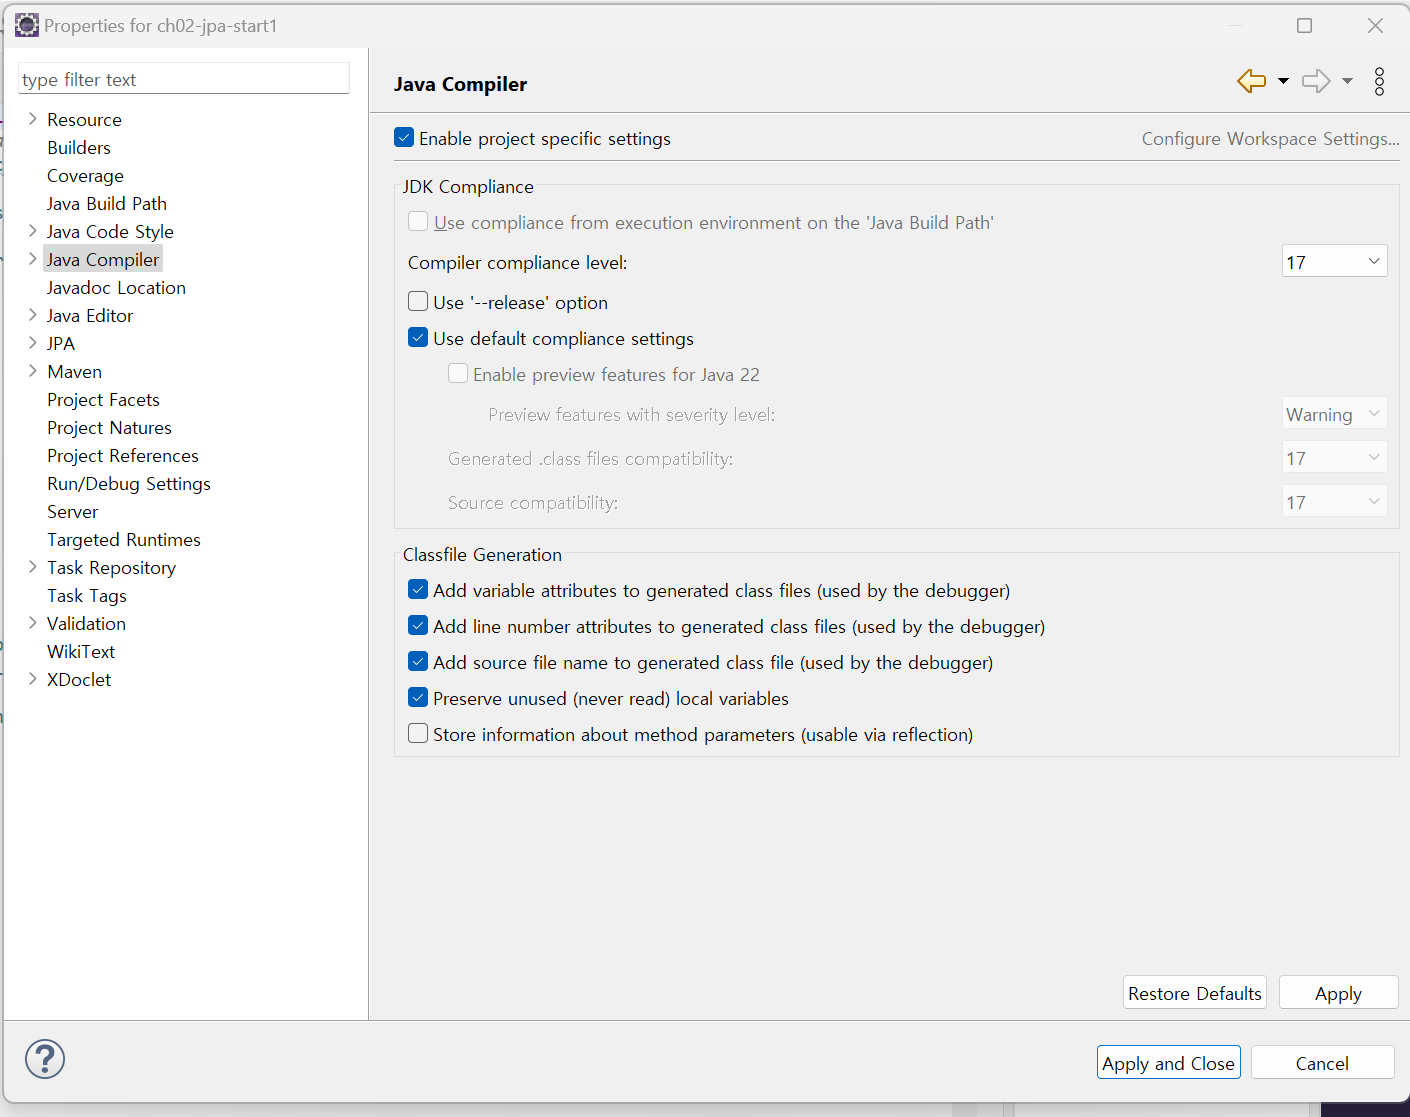 Properties for ch02-jpa-start1
type filter text
Resource
Builders
Coverage
Java Build Path
Java Code Style
Java Compiler
Javadoc Location
Java Editor
JPA
Maven
Project Facets
Project Natures
Project References
Run/Debug Settings
Server
Targeted Runtimes
Task Repository
Task Tags
Validation
WikiText
XDoclet
Java Compiler
Enable project specific settings
Configure Workspace Settings...
JDK Compliance
Use compliance from execution environment on the 'Java Build Path'
Compiler compliance level:
17
Use '--release' option
Use default compliance settings
Enable preview features for Java 22
Preview features with severity level:
Warning
Generated .class files compatibility:
17
Source compatibility:
17
Classfile Generation
Add variable attributes to generated class files (used by the debugger)
Add line number attributes to generated class files (used by the debugger)
Add source file name to generated class file (used by the debugger)
Preserve unused (never read) local variables
Store information about method parameters (usable via reflection)
Restore Defaults
Apply
?
Apply and Close
Cancel